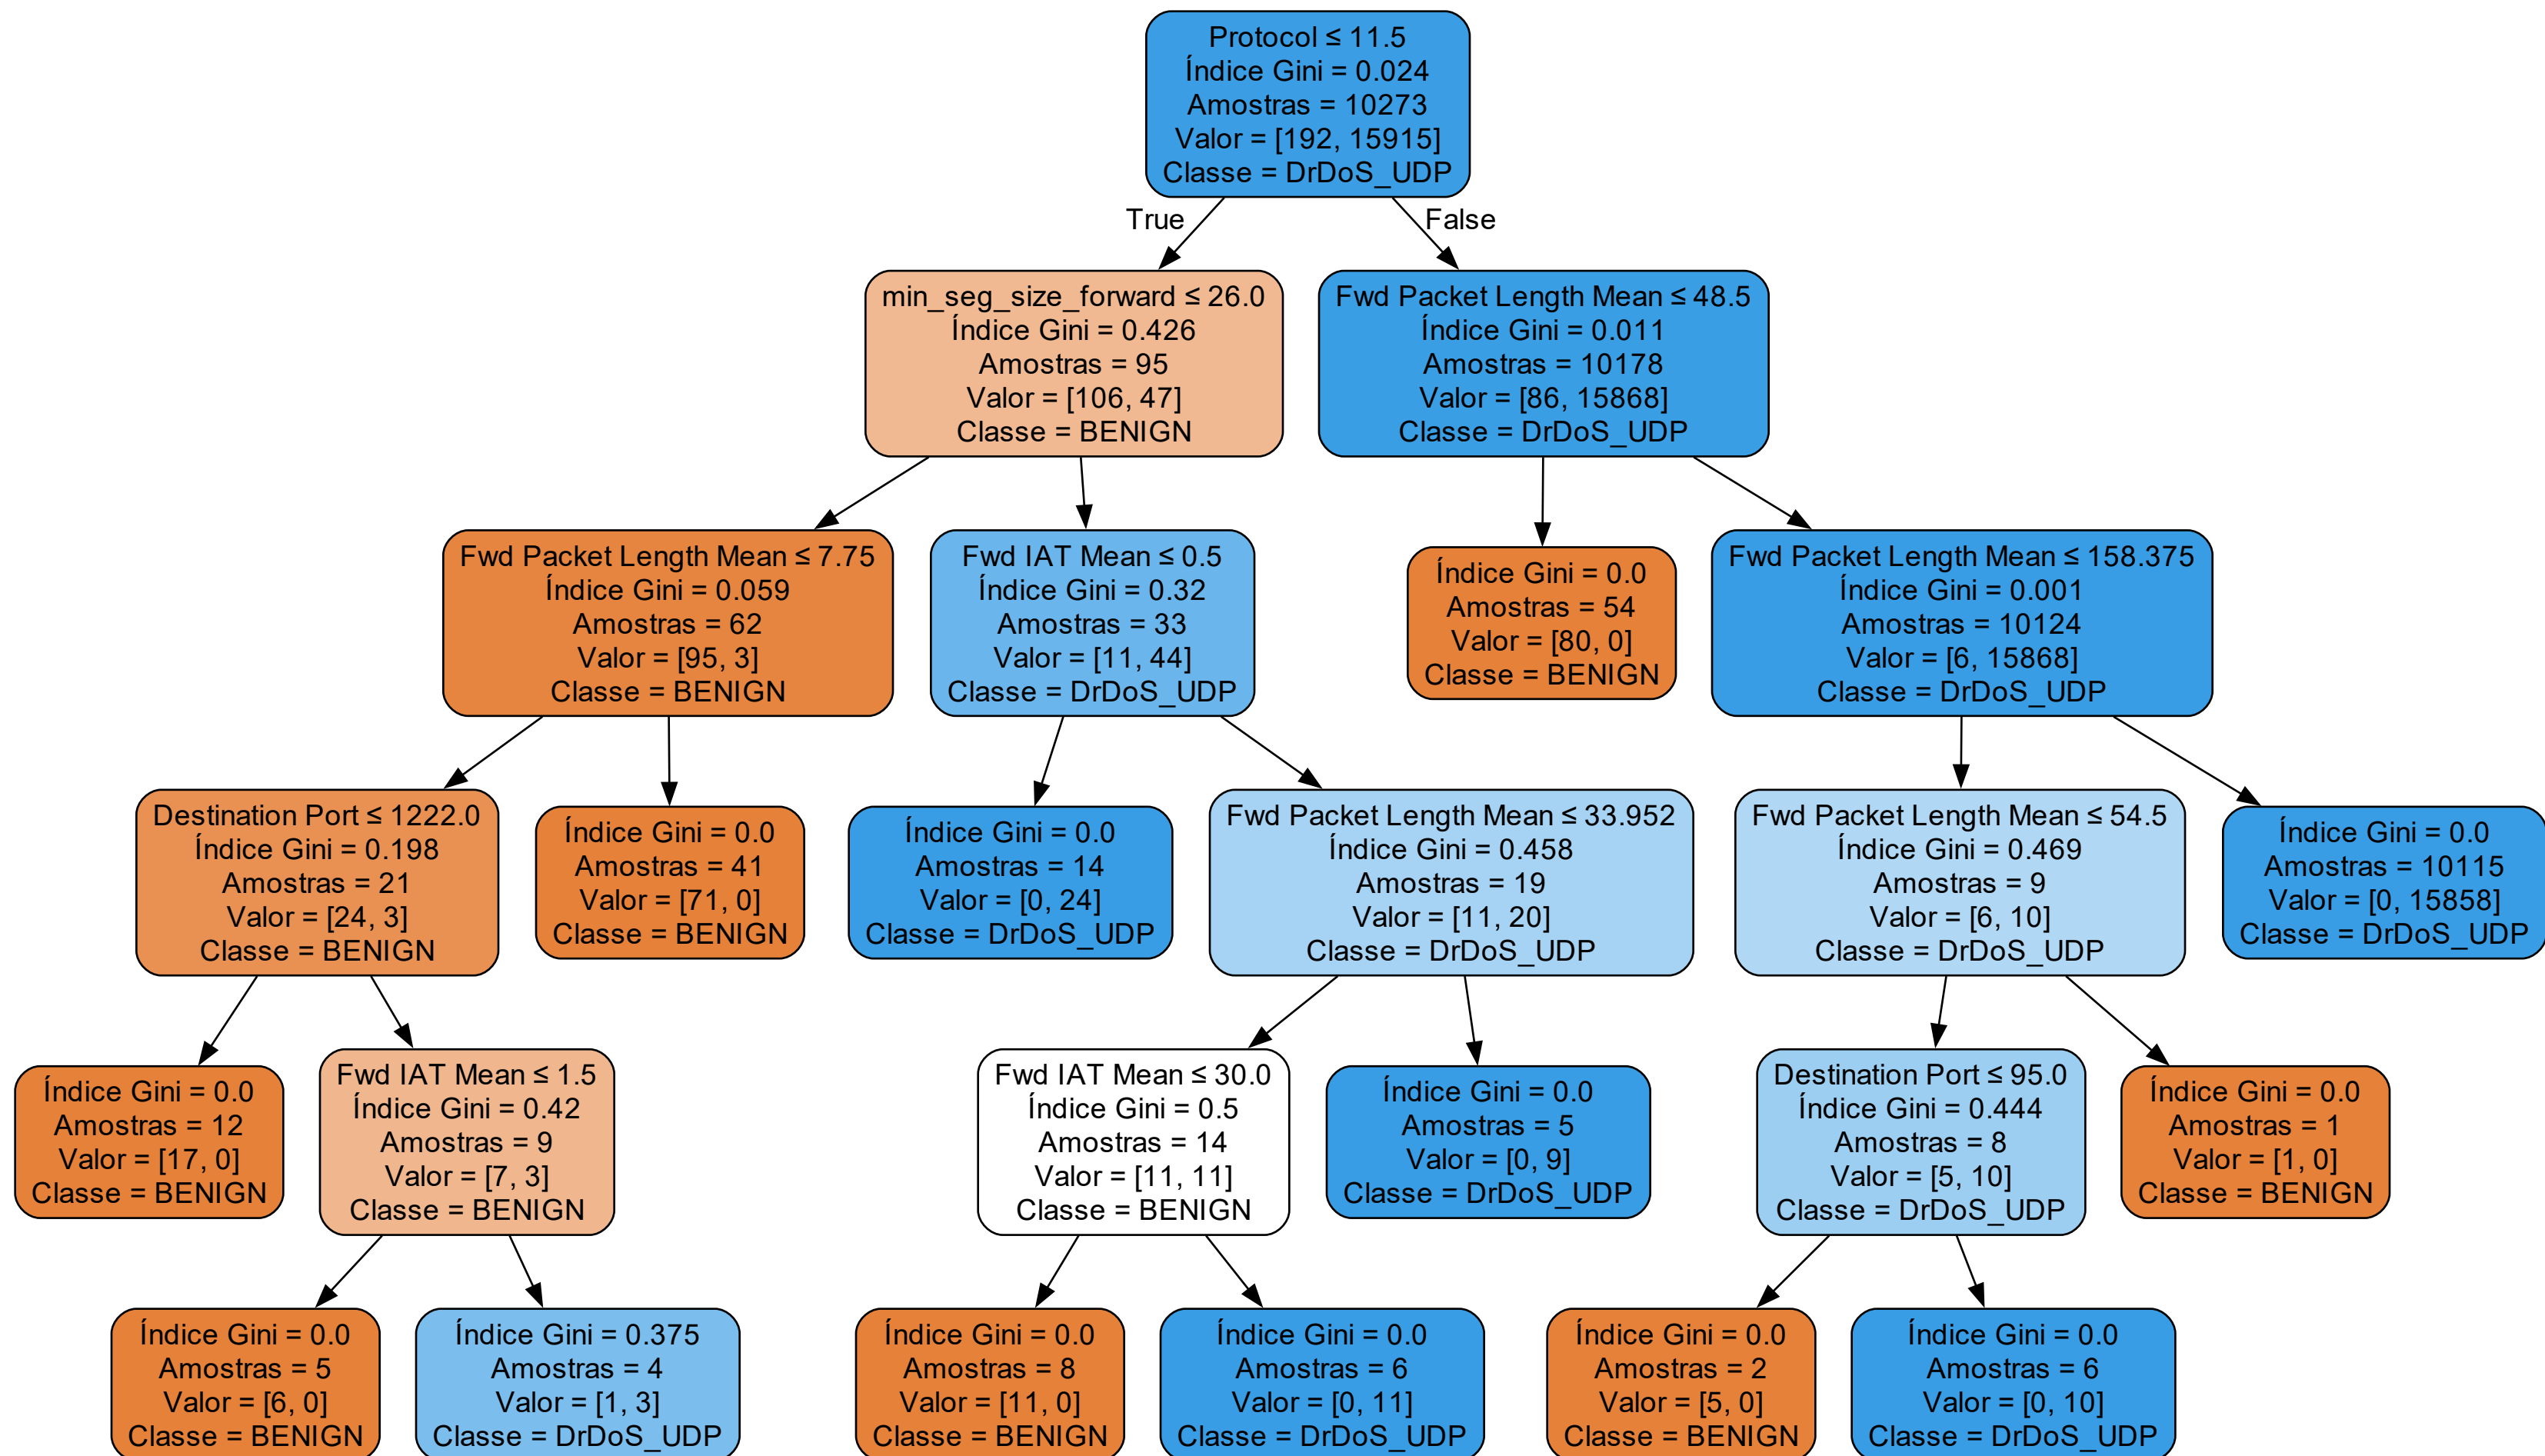 Protocol ≤ 11.5
Índice Gini = 0.024
Amostras = 10273
Valor = [192, 15915]
Classe = DrDoS_UDP
True
False
min_seg_size_forward ≤ 26.0
Índice Gini = 0.426
Amostras = 95
Valor = [106, 47]
Classe = BENIGN
Fwd Packet Length Mean ≤ 48.5
Índice Gini = 0.011
Amostras = 10178
Valor = [86, 15868]
Classe = DrDoS_UDP
Fwd Packet Length Mean ≤ 7.75
Índice Gini = 0.059
Amostras = 62
Valor = [95, 3]
Classe = BENIGN
Fwd IAT Mean ≤ 0.5
Índice Gini = 0.32
Amostras = 33
Valor = [11, 44]
Classe = DrDoS_UDP
Índice Gini = 0.0
Amostras = 54
Valor = [80, 0]
Classe = BENIGN
Fwd Packet Length Mean ≤ 158.375
Índice Gini = 0.001
Amostras = 10124
Valor = [6, 15868]
Classe = DrDoS_UDP
Destination Port ≤ 1222.0
Índice Gini = 0.198
Amostras = 21
Valor = [24, 3]
Classe = BENIGN
Índice Gini = 0.0
Amostras = 41
Valor = [71, 0]
Classe = BENIGN
Índice Gini = 0.0
Amostras = 14
Valor = [0, 24]
Classe = DrDoS_UDP
Fwd Packet Length Mean ≤ 33.952
Índice Gini = 0.458
Amostras = 19
Valor = [11, 20]
Classe = DrDoS_UDP
Fwd Packet Length Mean ≤ 54.5
Índice Gini = 0.469
Amostras = 9
Valor = [6, 10]
Classe = DrDoS_UDP
Índice Gini = 0.0
Amostras = 10115
Valor = [0, 15858]
Classe = DrDoS_UDP
Índice Gini = 0.0
Amostras = 12
Valor = [17, 0]
Classe = BENIGN
Fwd IAT Mean ≤ 1.5
Índice Gini = 0.42
Amostras = 9
Valor = [7, 3]
Classe = BENIGN
Fwd IAT Mean ≤ 30.0
Índice Gini = 0.5
Amostras = 14
Valor = [11, 11]
Classe = BENIGN
Índice Gini = 0.0
Amostras = 5
Valor = [0, 9]
Classe = DrDoS_UDP
Destination Port ≤ 95.0
Índice Gini = 0.444
Amostras = 8
Valor = [5, 10]
Classe = DrDoS_UDP
Índice Gini = 0.0
Amostras = 1
Valor = [1, 0]
Classe = BENIGN
Índice Gini = 0.0
Amostras = 5
Valor = [6, 0]
Classe = BENIGN
Índice Gini = 0.375
Amostras = 4
Valor = [1, 3]
Classe = DrDoS_UDP
Índice Gini = 0.0
Amostras = 8
Valor = [11, 0]
Classe = BENIGN
Índice Gini = 0.0
Amostras = 6
Valor = [0, 11]
Classe = DrDoS_UDP
Índice Gini = 0.0
Amostras = 2
Valor = [5, 0]
Classe = BENIGN
Índice Gini = 0.0
Amostras = 6
Valor = [0, 10]
Classe = DrDoS_UDP